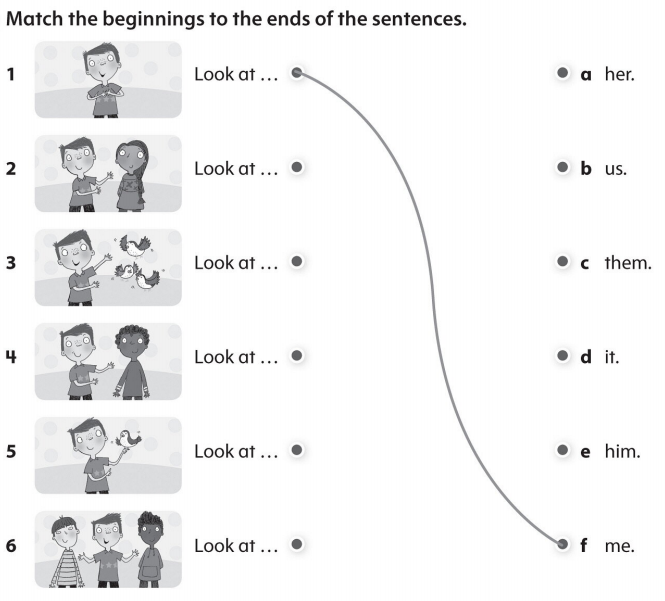 Match the beginnings to the ends of the sentences.
1 Look at ... a her.
2 Look at ... b us.
3 Look at ... c them.
4 Look at ... d it.
5 Look at ... e him.
6 Look at ... f me.